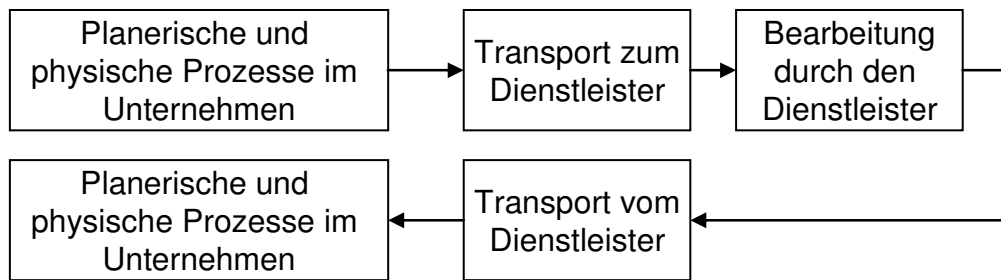 Planerische und
physische Prozesse im
Unternehmen
Transport zum
Dienstleister
Bearbeitung
durch den
Dienstleister
Planerische und
physische Prozesse im
Unternehmen
Transport vom
Dienstleister